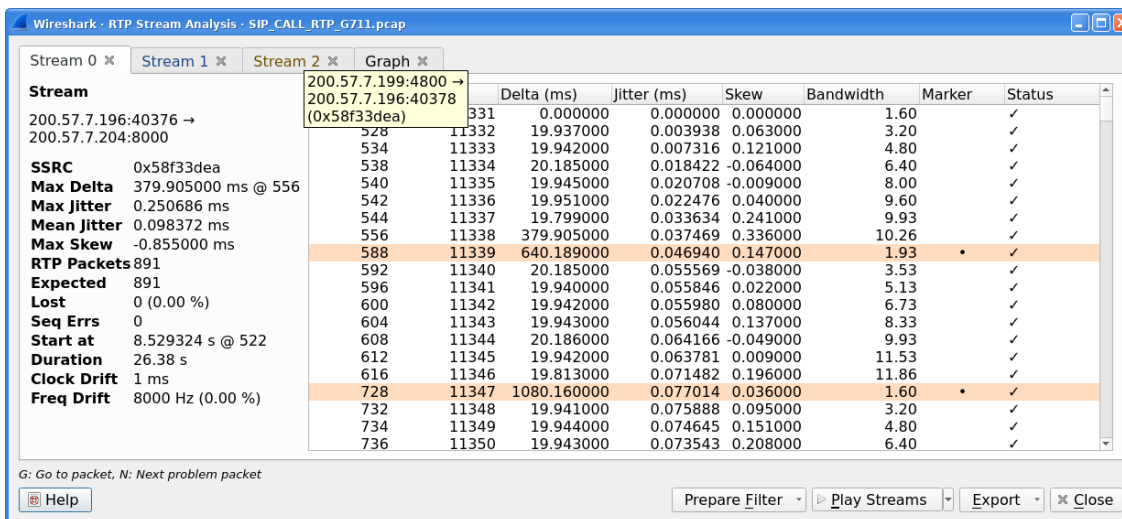 Wireshark · RTP Stream Analysis · SIP_CALL_RTP_G711.pcap
Stream 0 Stream 1 Stream 2 Graph
200.57.7.199:4800 →
200.57.7.196:40378
(0x58f33dea)
Stream
200.57.7.196:40376 →
200.57.7.204:8000
SSRC 0x58f33dea
Max Delta 379.905000 ms @ 556
Max Jitter 0.250686 ms
Mean Jitter 0.098372 ms
Max Skew -0.855000 ms
RTP Packets 891
Expected 891
Lost 0 (0.00 %)
Seq Errs 0
Start at 8.529324 s @ 522
Duration 26.38 s
Clock Drift 1 ms
Freq Drift 8000 Hz (0.00 %)
Delta (ms) Jitter (ms) Skew Bandwidth Marker Status
331 0.000000 0.000000 0.000000 1.60 ✓
528 11332 19.937000 0.003938 0.063000 3.20 ✓
534 11333 19.942000 0.007316 0.121000 4.80 ✓
538 11334 20.185000 0.018422 -0.064000 6.40 ✓
540 11335 19.945000 0.020708 -0.009000 8.00 ✓
542 11336 19.951000 0.022476 0.040000 9.60 ✓
544 11337 19.799000 0.033634 0.241000 9.93 ✓
556 11338 379.905000 0.037469 0.336000 10.26 ✓
588 11339 640.189000 0.046940 0.147000 1.93 • ✓
592 11340 20.185000 0.055569 -0.038000 3.53 ✓
596 11341 19.940000 0.055846 0.022000 5.13 ✓
600 11342 19.942000 0.055980 0.080000 6.73 ✓
604 11343 19.943000 0.056044 0.137000 8.33 ✓
608 11344 20.186000 0.064166 -0.049000 9.93 ✓
612 11345 19.942000 0.063781 0.009000 11.53 ✓
616 11346 19.813000 0.071482 0.196000 11.86 ✓
728 11347 1080.160000 0.077014 0.036000 1.60 • ✓
732 11348 19.941000 0.075888 0.095000 3.20 ✓
734 11349 19.944000 0.074645 0.151000 4.80 ✓
736 11350 19.943000 0.073543 0.208000 6.40 ✓
G: Go to packet, N: Next problem packet
Help Prepare Filter Play Streams Export Close